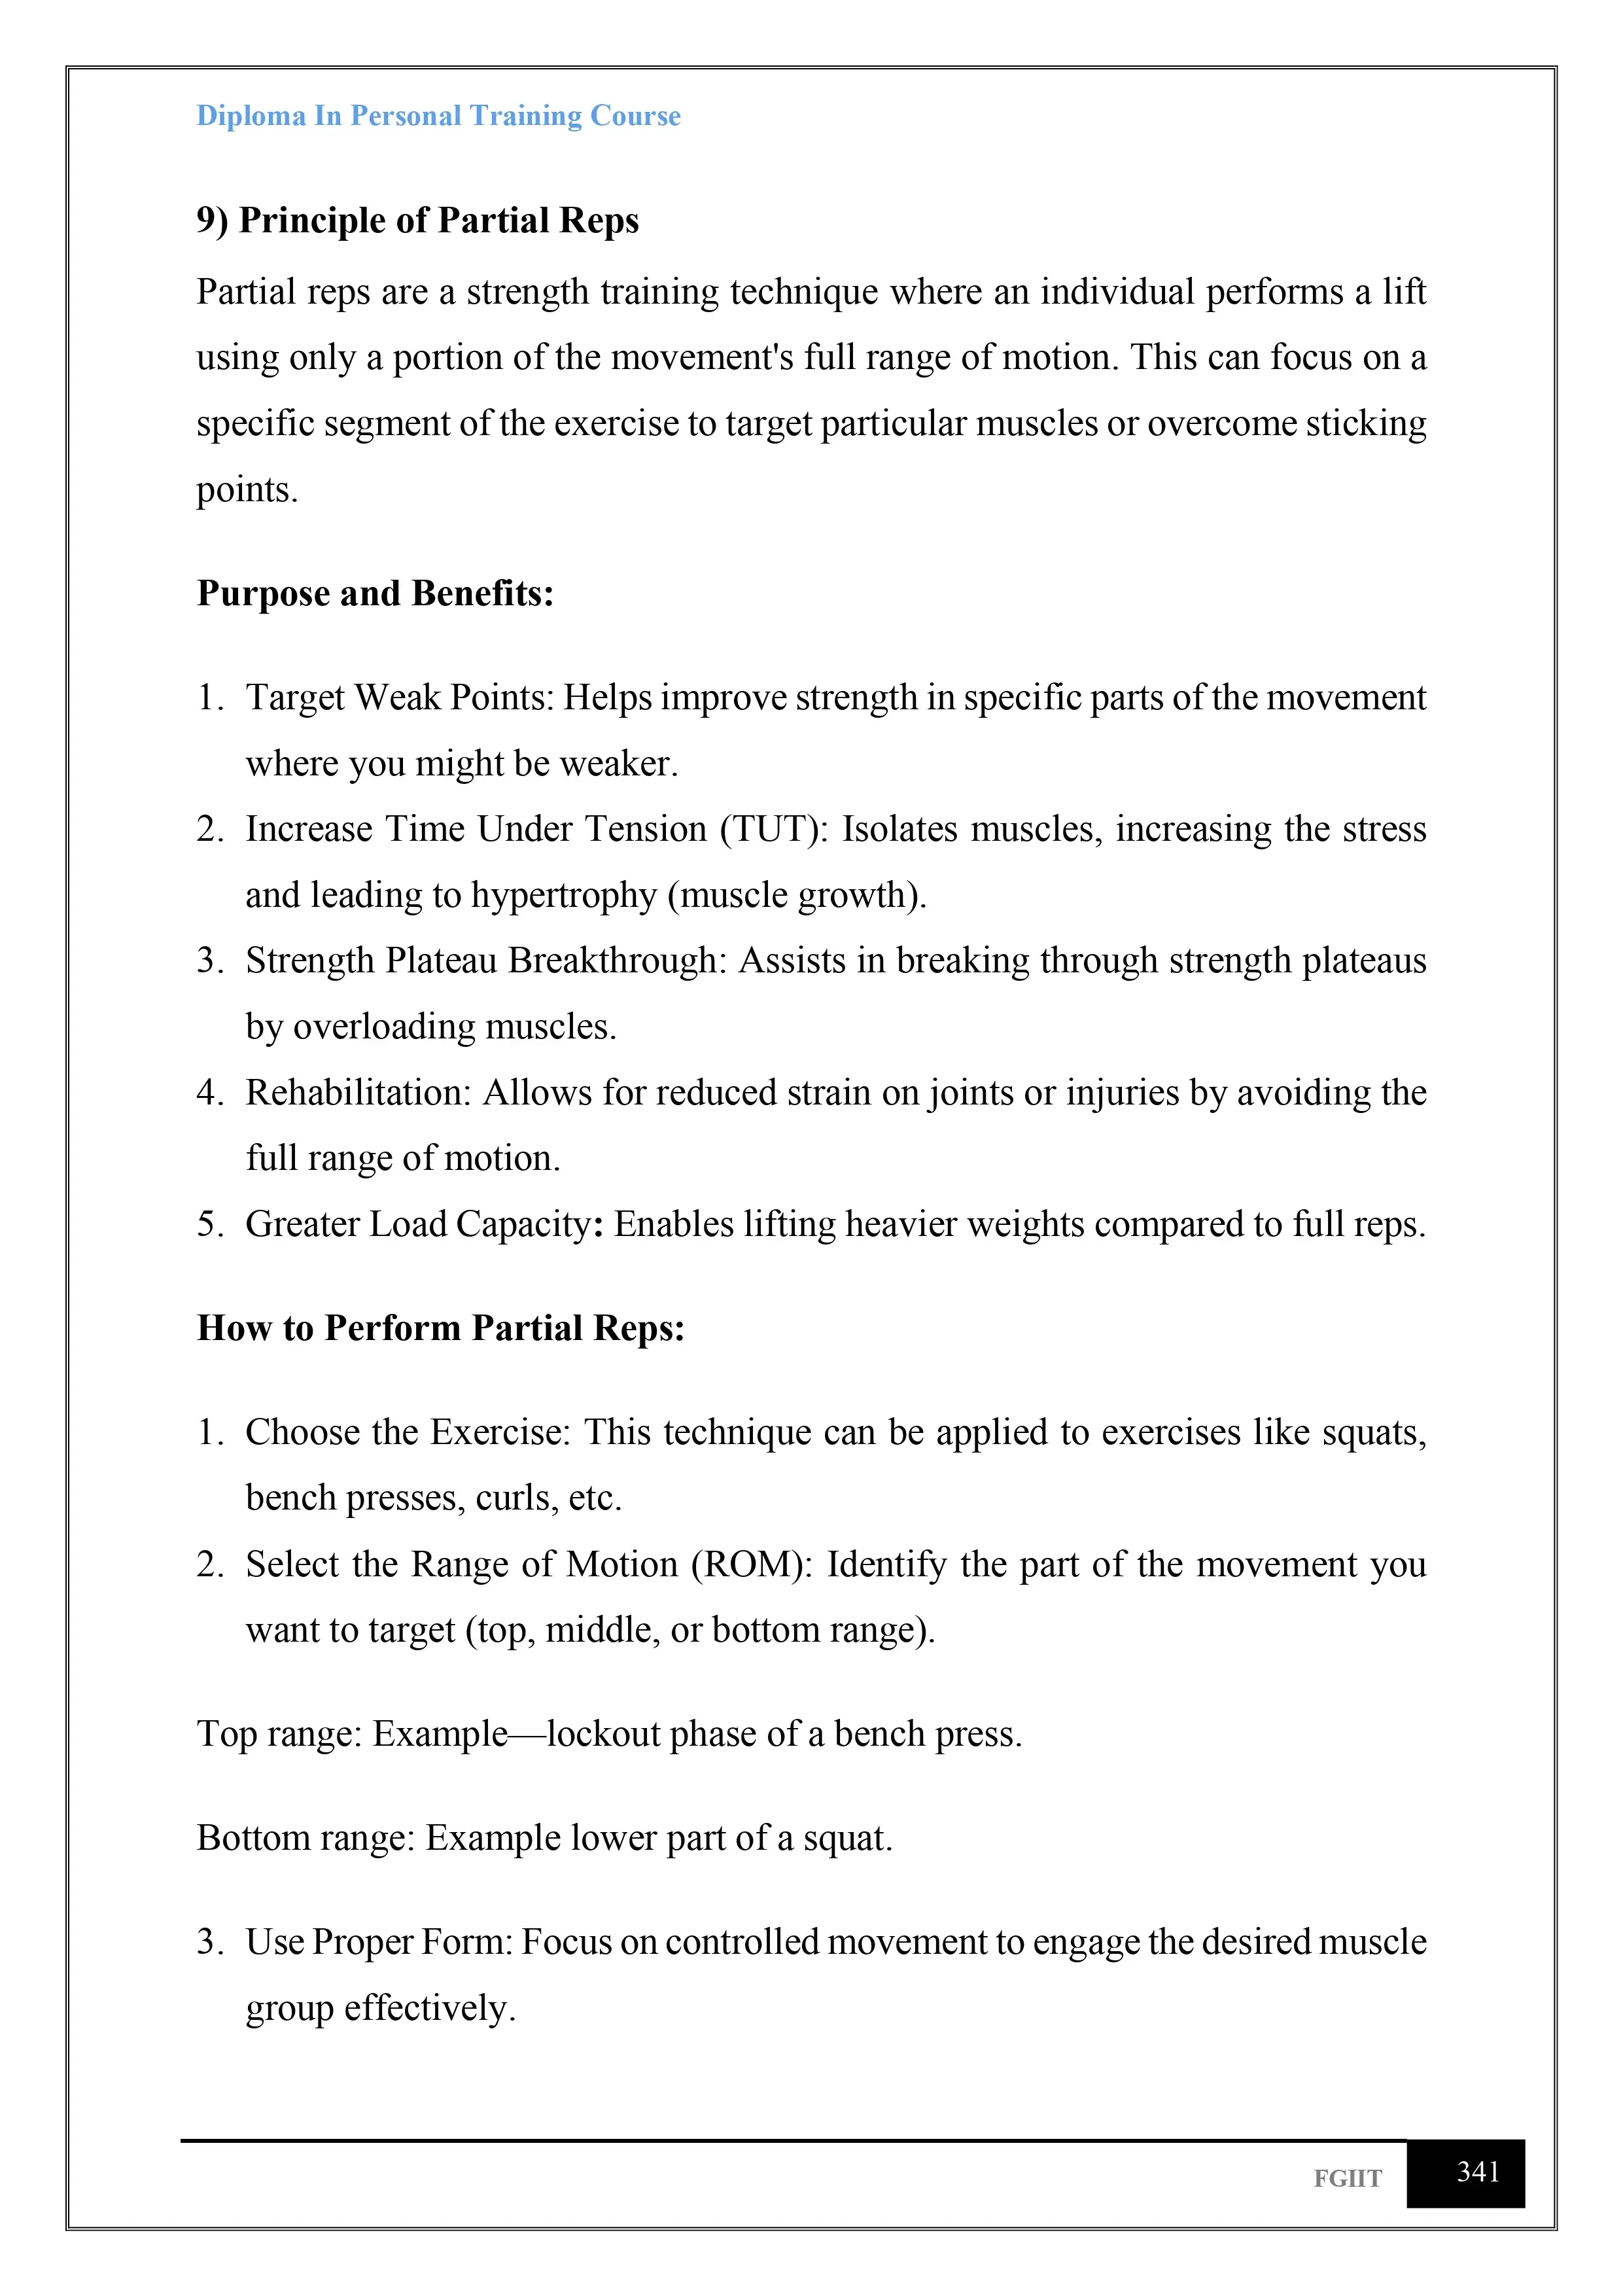 Diploma In Personal Training Course
9) Principle of Partial Reps
Partial reps are a strength training technique where an individual performs a lift
using only a portion of the movement's full range of motion. This can focus on a
specific segment of the exercise to target particular muscles or overcome sticking
points.
Purpose and Benefits:
1. Target Weak Points: Helps improve strength in specific parts of the movement
where you might be weaker.
2. Increase Time Under Tension (TUT): Isolates muscles, increasing the stress
and leading to hypertrophy (muscle growth).
3. Strength Plateau Breakthrough: Assists in breaking through strength plateaus
by overloading muscles.
4. Rehabilitation: Allows for reduced strain on joints or injuries by avoiding the
full range of motion.
5. Greater Load Capacity: Enables lifting heavier weights compared to full reps.
How to Perform Partial Reps:
1. Choose the Exercise: This technique can be applied to exercises like squats,
bench presses, curls, etc.
2. Select the Range of Motion (ROM): Identify the part of the movement you
want to target (top, middle, or bottom range).
Top range: Example—lockout phase of a bench press.
Bottom range: Example lower part of a squat.
3. Use Proper Form: Focus on controlled movement to engage the desired muscle
group effectively.
FGIIT 341